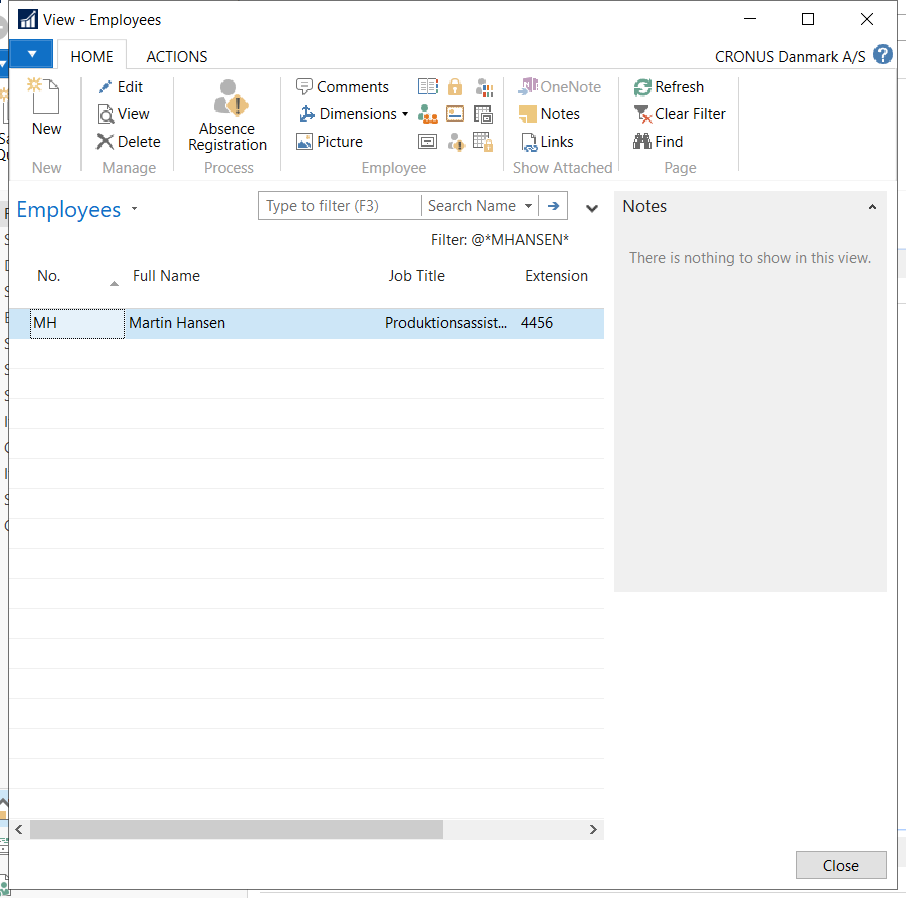 View - Employees
HOME ACTIONS CRONUS Danmark A/S ?
New
Edit
View
Delete
Absence
Registration
Comments
Dimensions
Picture
OneNote
Notes
Links
Refresh
Clear Filter
Find
New Manage Process Employee Show Attached Page
Employees Type to filter (F3) Search Name
Filter: @*MHANSEN*
No. Full Name Job Title Extension
MH Martin Hansen Produktionsassist... 4456
Notes
There is nothing to show in this view.
Close